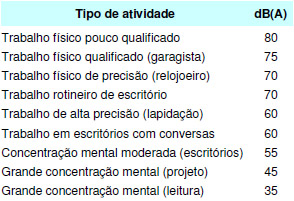 Tipo de atividade dB(A)
Trabalho físico pouco qualificado 80
Trabalho físico qualificado (garagista) 75
Trabalho físico de precisão (relojoeiro) 70
Trabalho rotineiro de escritório 70
Trabalho de alta precisão (lapidação) 60
Trabalho em escritórios com conversas 60
Concentração mental moderada (escritórios) 55
Grande concentração mental (projeto) 45
Grande concentração mental (leitura) 35